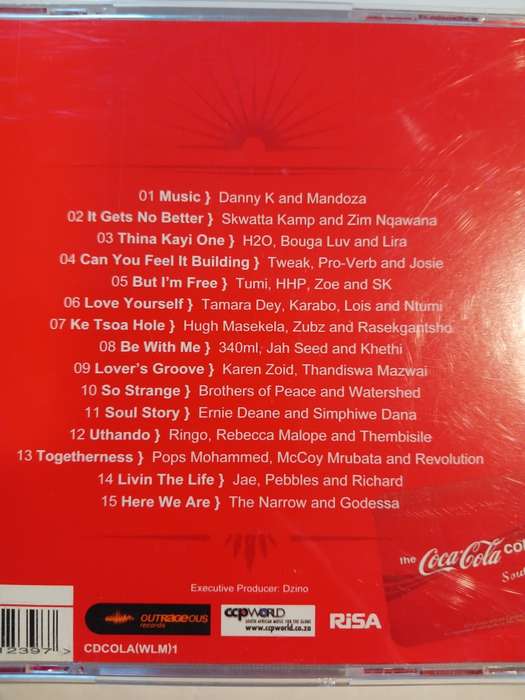 01 Music } Danny K and Mandoza
02 It Gets No Better } Skwatta Kamp and Zim Nqawana
03 Thina Kayi One } H2O, Bouga Luv and Lira
04 Can You Feel It Building } Tweak, Pro-Verb and Josie
05 But I'm Free } Tumi, HHP, Zoe and SK
06 Love Yourself } Tamara Dey, Karabo, Lois and Ntumi
07 Ke Tsoa Hole } Hugh Masekela, Zubz and Rasekgantsho
08 Be With Me } 340ml, Jah Seed and Khethi
09 Lover's Groove } Karen Zoid, Thandiswa Mazwai
10 So Strange } Brothers of Peace and Watershed
11 Soul Story } Ernie Deane and Simphiwe Dana
12 Uthando } Ringo, Rebecca Malope and Thembisile
13 Togetherness } Pops Mohammed, McCoy Mrubata and Revolution
14 Livin The Life } Jae, Pebbles and Richard
15 Here We Are } The Narrow and Godessa
the Coca-Cola
Executive Producer: Dzino
OUTRAGEOUS
records
CCPWORLD
SOUTH AFRICAN MUSIC FOR THE GLOBE
www.ccpworld.co.za
RiSA
12397 >
CDCOLA(WLM)1